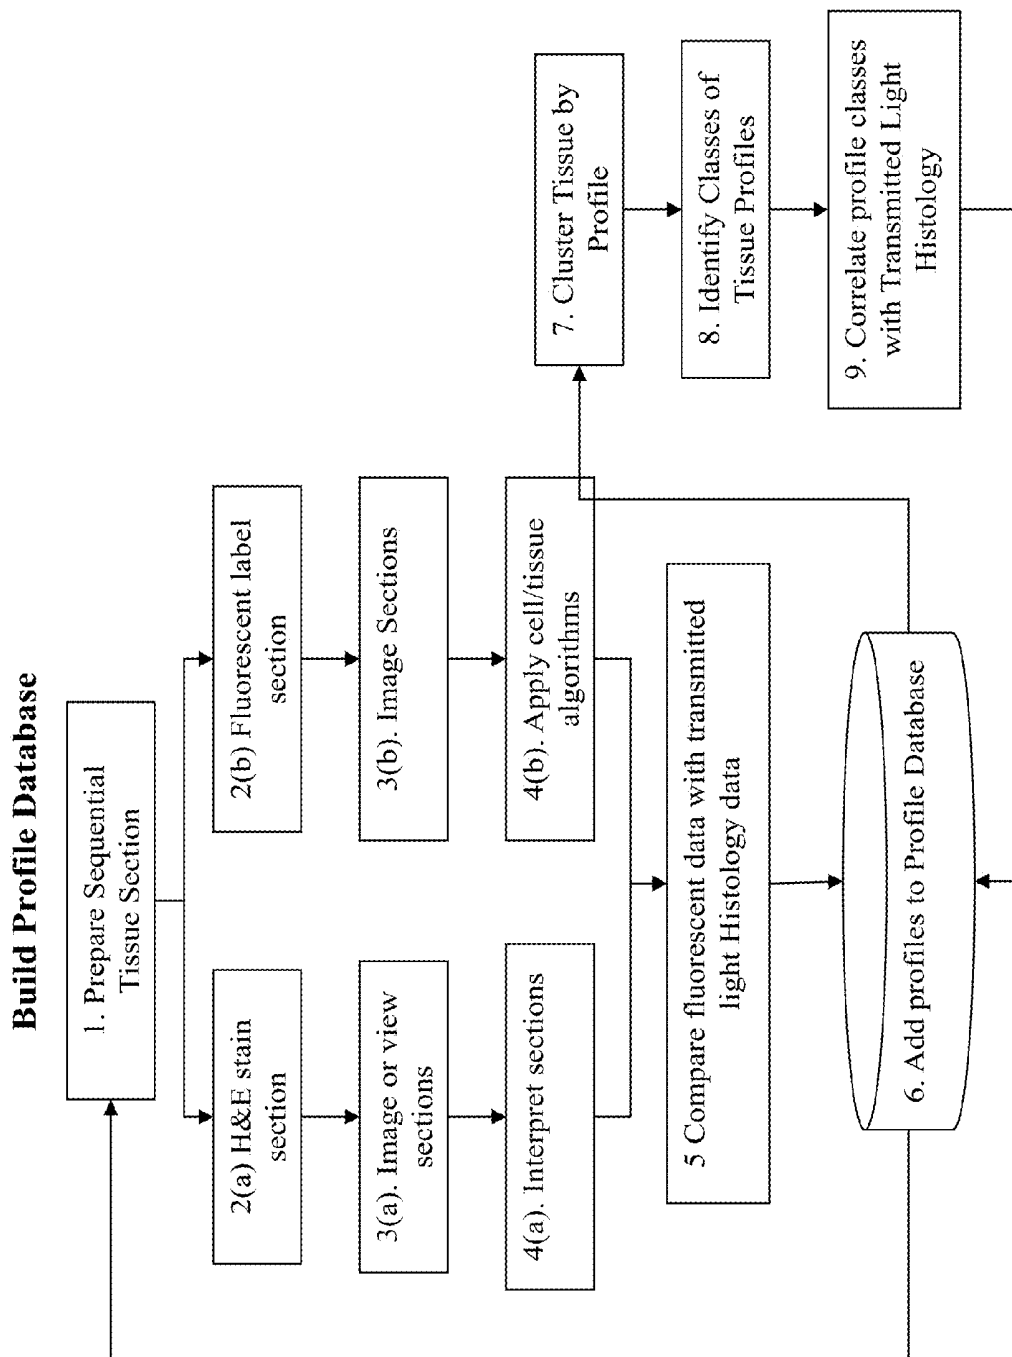 Build Profile Database
1. Prepare Sequential
Tissue Section
2(a) H&E stain
section
2(b) Fluorescent label
section
3(a). Image or view
sections
3(b). Image Sections
4(a). Interpret sections
4(b). Apply cell/tissue
algorithms
5 Compare fluorescent data with transmitted
light Histology data
6. Add profiles to Profile Database
7. Cluster Tissue by
Profile
8. Identify Classes of
Tissue Profiles
9. Correlate profile classes
with Transmitted Light
Histology